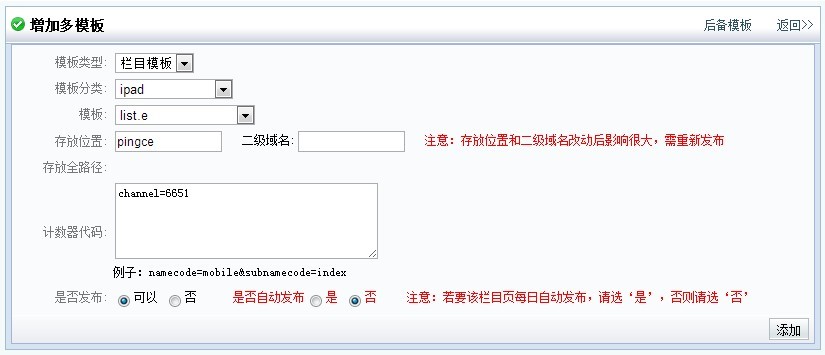 增加多模板 后备模板 返回>>
模板类型: 栏目模板
模板分类: ipad
模板: list.e
存放位置: pingce 二级域名: 注意：存放位置和二级域名改动后影响很大，需重新发布
存放全路径:
channel=6651
计数器代码:
例子：namecode=mobile&subnamecode=index
是否发布: 可以 否 是否自动发布 是 否 注意：若要该栏目页每日自动发布，请选‘是’，否则请选‘否’
添加